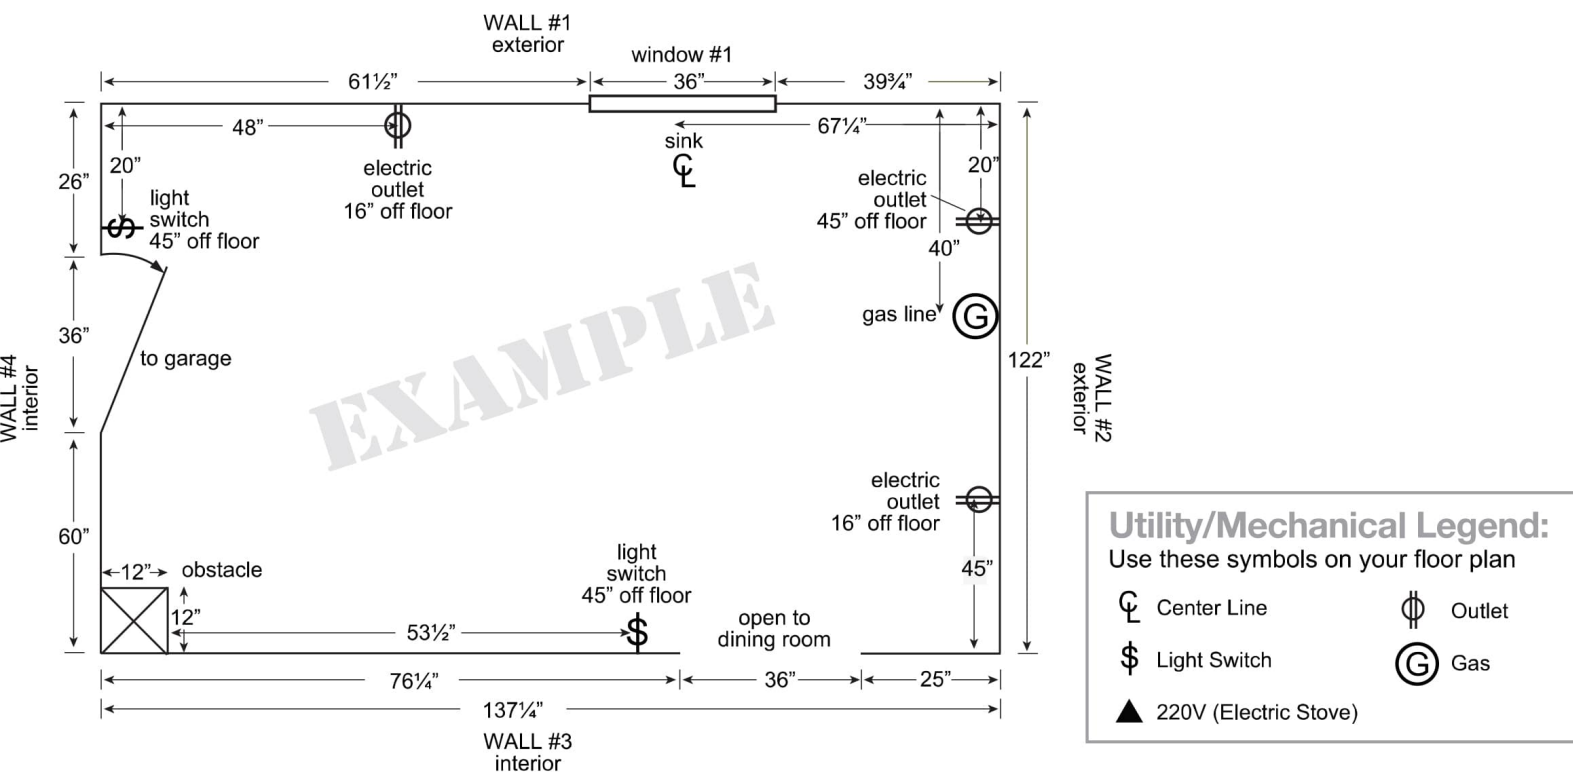 WALL #1
exterior
window #1
61½”
36”
39¾”
48”
67¼”
sink
℄
20”
26”
light
switch
45” off floor
$
electric
outlet
16” off floor
electric
outlet
45” off floor
20”
40”
gas line
G
36”
to garage
EXAMPLE
122”
WALL #4
interior
WALL #2
exterior
60”
electric
outlet
16” off floor
45”
12”
obstacle
12”
53½”
light
switch
45” off floor
$
open to
dining room
76¼”
36”
25”
137¼”
WALL #3
interior
Utility/Mechanical Legend:
Use these symbols on your floor plan
℄ Center Line
Outlet
$ Light Switch
G Gas
220V (Electric Stove)